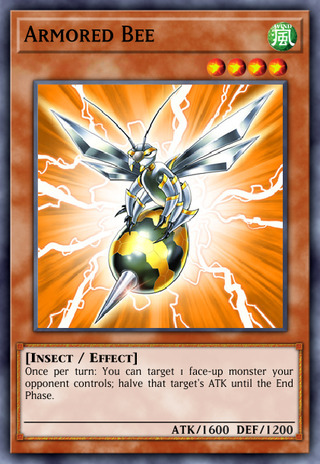 Armored Bee
WIND
風
[Insect / Effect]
Once per turn: You can target 1 face-up monster your
opponent controls; halve that target's ATK until the End
Phase.
ATK/1600 DEF/1200